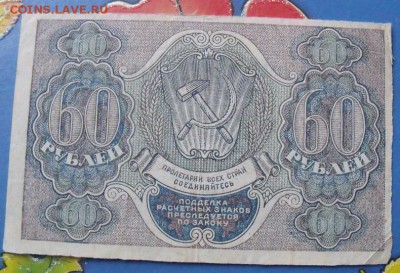 COINS.LAVE.RU
60 60
60 60
РУБЛЕЙ РУБЛЕЙ
ПРОЛЕТАРИИ ВСЕХ СТРАН
СОЕДИНЯЙТЕСЬ
ПОДДЕЛКА
РАСЧЕТНЫХ ЗНАКОВ
ПРЕСЛЕДУЕТСЯ
ПО ЗАКОНУ
60 60